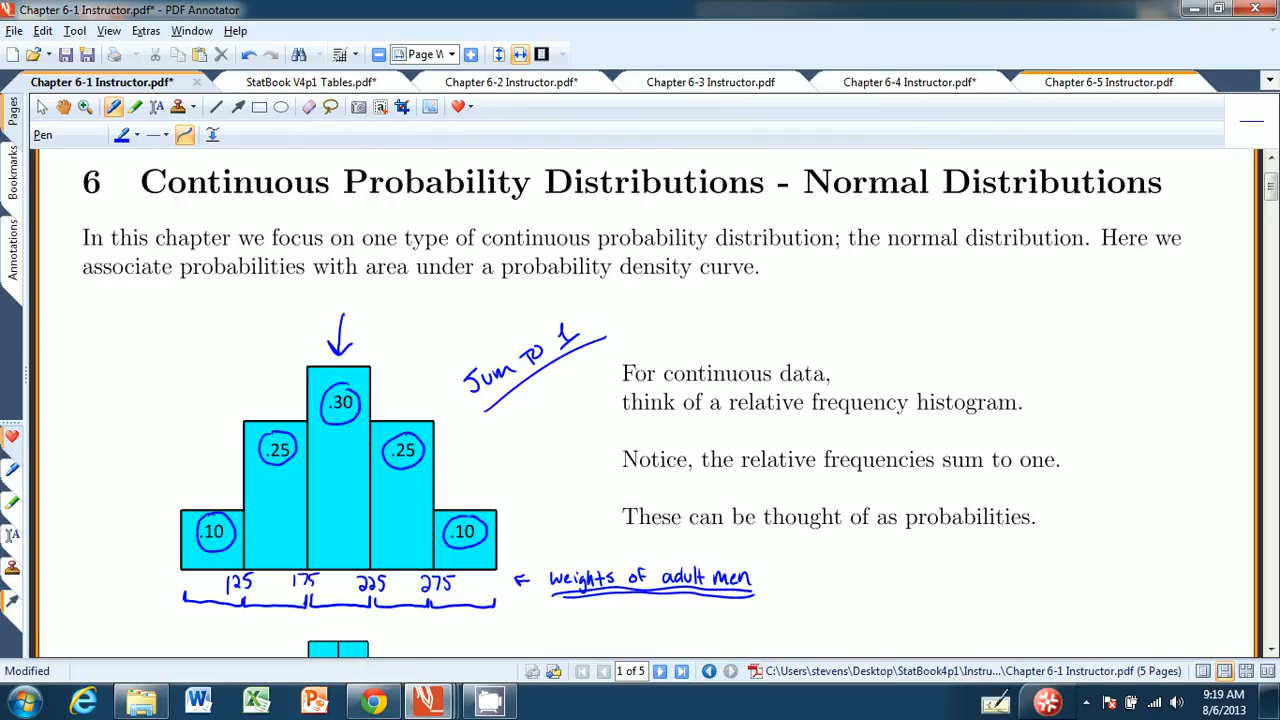 Chapter 6-1 Instructor.pdf* - PDF Annotator
File Edit Tool View Extras Window Help
Page W
Chapter 6-1 Instructor.pdf* StatBook V4p1 Tables.pdf* Chapter 6-2 Instructor.pdf* Chapter 6-3 Instructor.pdf Chapter 6-4 Instructor.pdf* Chapter 6-5 Instructor.pdf
Pen
Pages
Bookmarks
Annotations
6 Continuous Probability Distributions - Normal Distributions
In this chapter we focus on one type of continuous probability distribution; the normal distribution. Here we
associate probabilities with area under a probability density curve.
Sum to 1
.30
.25 .25
.10 .10
125 175 225 275
weights of adult men
For continuous data,
think of a relative frequency histogram.
Notice, the relative frequencies sum to one.
These can be thought of as probabilities.
Modified
1 of 5
C:\Users\stevens\Desktop\StatBook4p1\Instru...\Chapter 6-1 Instructor.pdf (5 Pages)
9:19 AM
8/6/2013